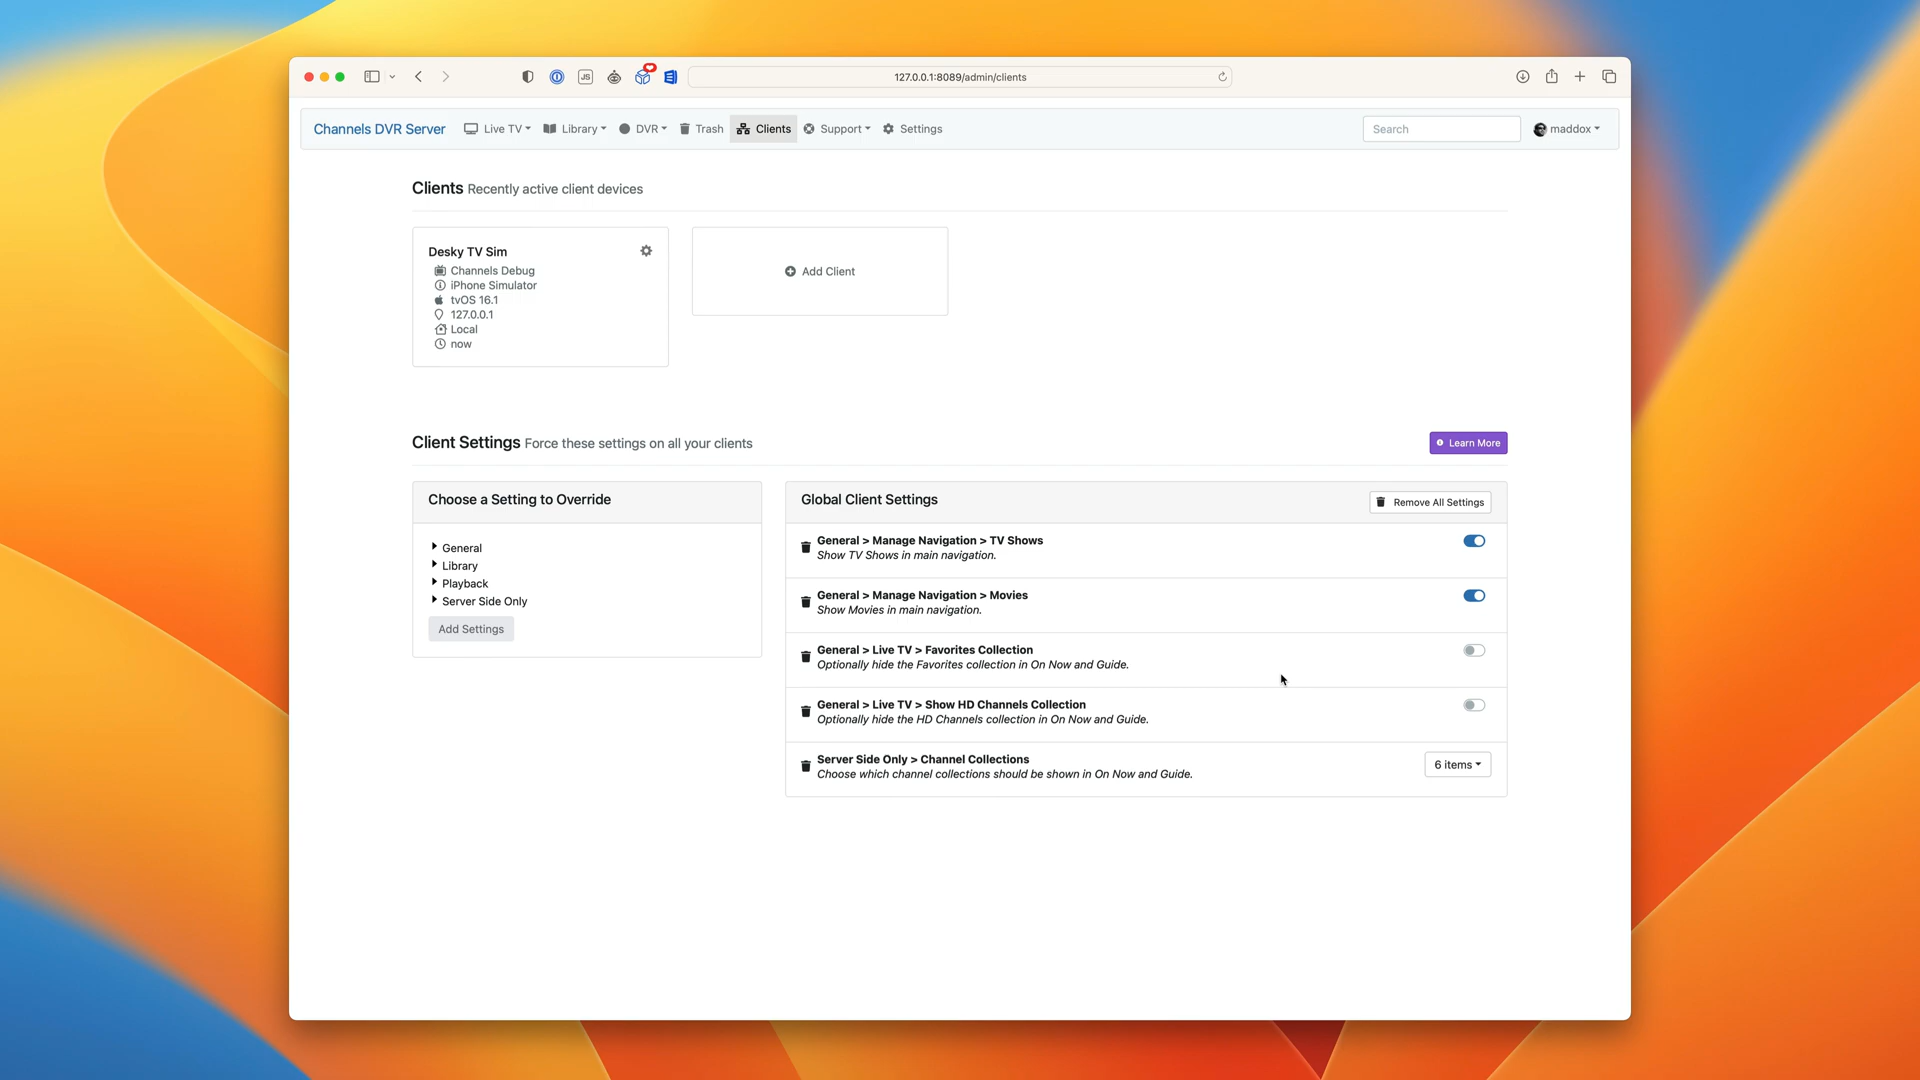 JS
127.0.0.1:8089/admin/clients
Channels DVR Server Live TV Library DVR Trash Clients Support Settings Search maddox
Clients Recently active client devices
Desky TV Sim
Channels Debug
iPhone Simulator
tvOS 16.1
127.0.0.1
Local
now
Add Client
Client Settings Force these settings on all your clients
Learn More
Choose a Setting to Override
General
Library
Playback
Server Side Only
Add Settings
Global Client Settings
Remove All Settings
General > Manage Navigation > TV Shows
Show TV Shows in main navigation.
General > Manage Navigation > Movies
Show Movies in main navigation.
General > Live TV > Favorites Collection
Optionally hide the Favorites collection in On Now and Guide.
General > Live TV > Show HD Channels Collection
Optionally hide the HD Channels collection in On Now and Guide.
Server Side Only > Channel Collections
Choose which channel collections should be shown in On Now and Guide.
6 items